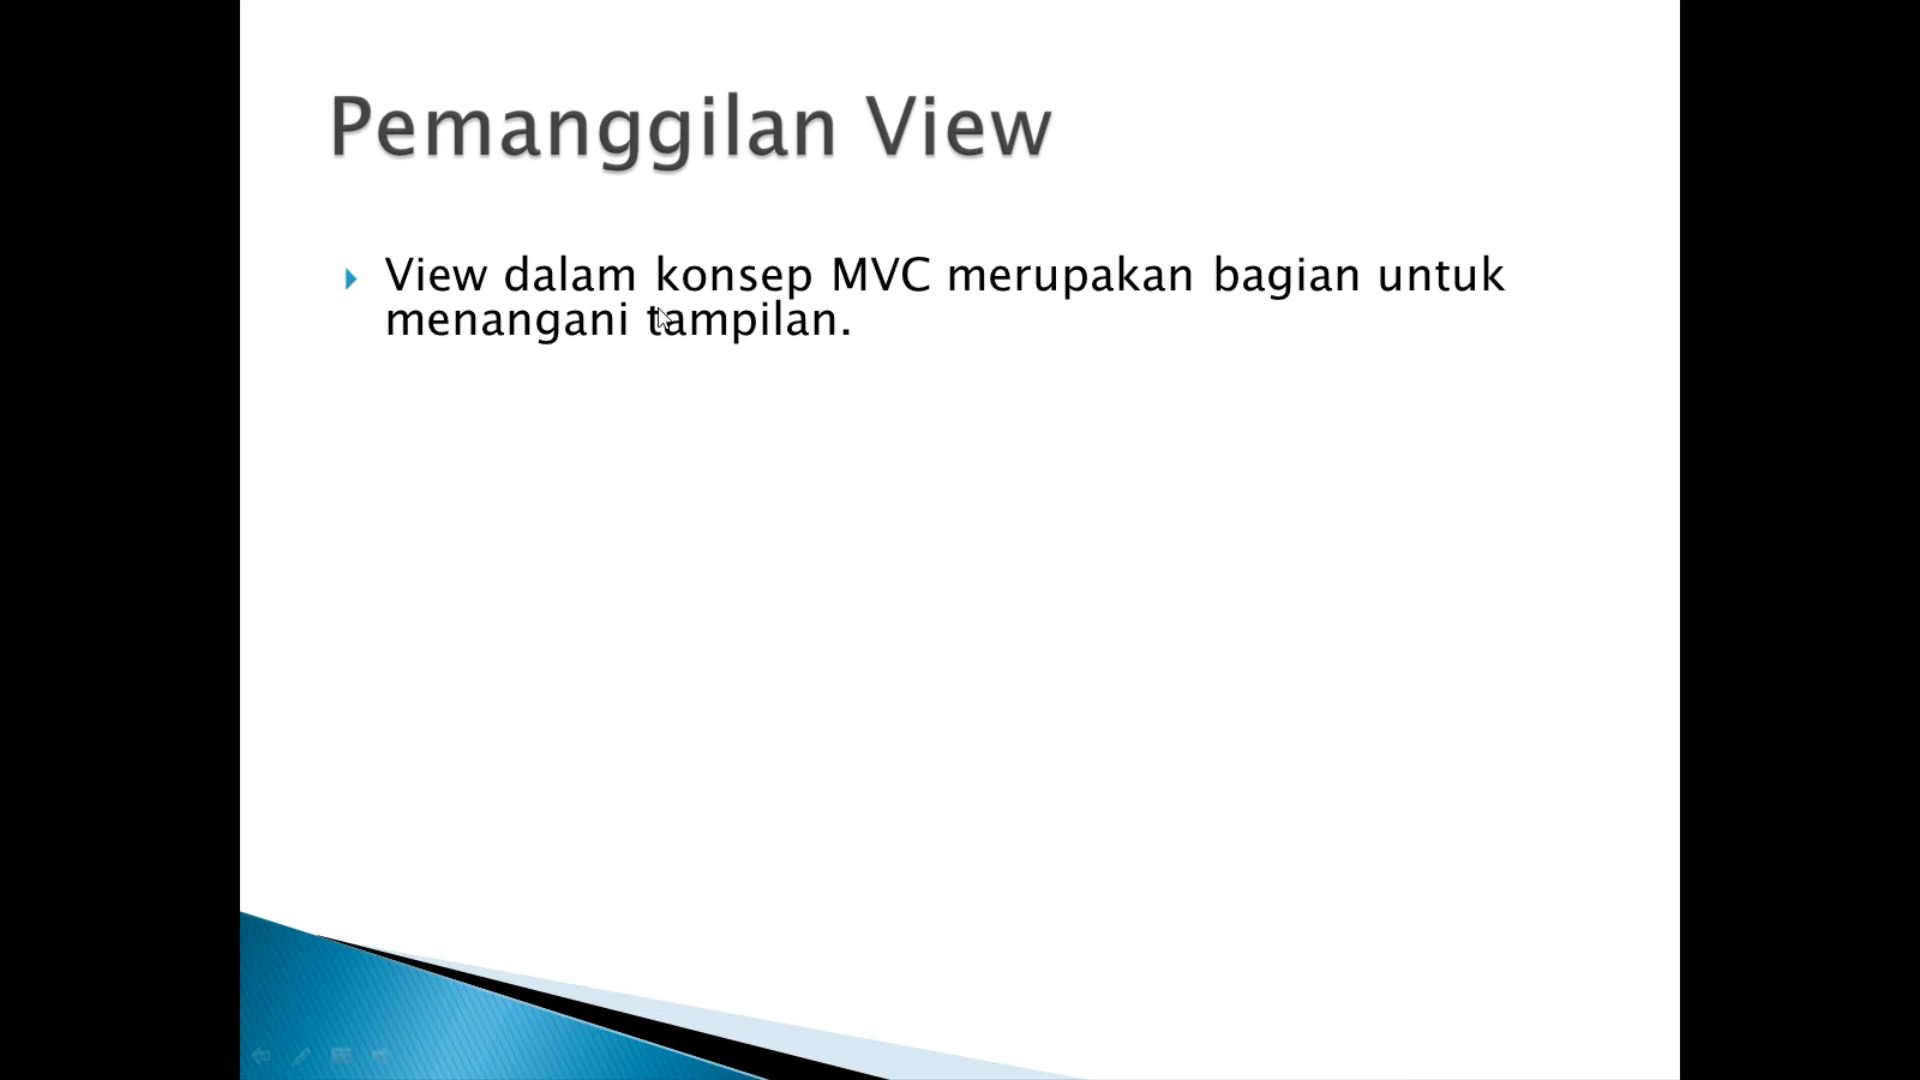 Pemanggilan View
View dalam konsep MVC merupakan bagian untuk
menangani tampilan.